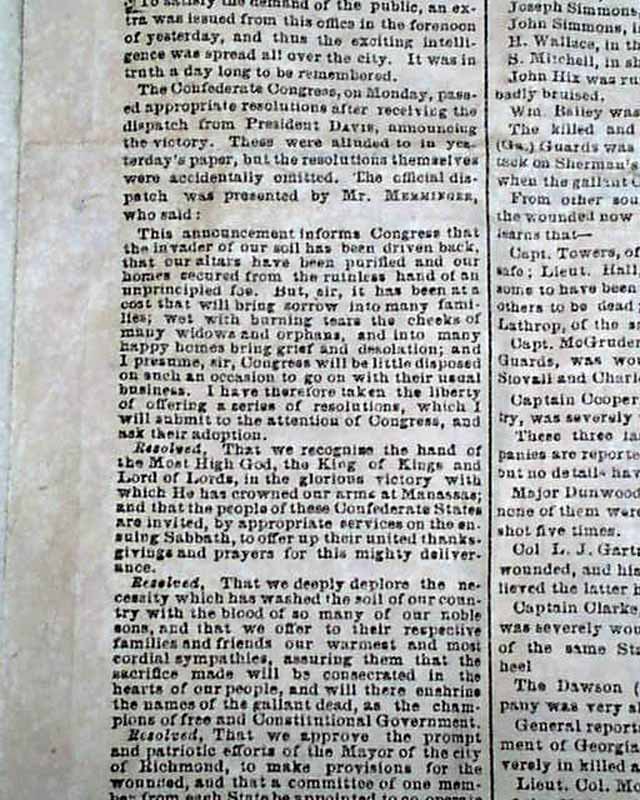 To satisfy the demand of the public, an ex-
tra was issued from this office in the forenoon
of yesterday, and thus the exciting intelli-
gence was spread all over the city. It was in
truth a day long to be remembered.
The Confederate Congress, on Monday, pass-
ed appropriate resolutions after receiving the
dispatch from President DAVIS, announcing
the victory. These were alluded to in yes-
terday's paper, but the resolutions themselves
were accidentally omitted. The official dis-
patch was presented by Mr. MEMMINGER,
who said:
This announcement informs Congress that
the invader of our soil has been driven back,
that our altars have been purified and our
homes secured from the ruthless hand of an
unprincipled foe. But, sir, it has been at a
cost that will bring sorrow into many fami-
lies; wet with burning tears the cheeks of
many widows and orphans, and into many
happy homes bring grief and desolation; and
I presume, sir, Congress will be little disposed
on such an occasion to go on with their usual
business. I have therefore taken the liberty
of offering a series of resolutions, which I
will submit to the attention of Congress, and
ask their adoption.
Resolved, That we recognise the hand of
the Most High God, the King of Kings and
Lord of Lords, in the glorious victory with
which He has crowned our arms at Manassas;
and that the people of these Confederate States
are invited, by appropriate services on the en-
suing Sabbath, to offer up their united thanks-
givings and prayers for this mighty deliver-
ance.
Resolved, That we deeply deplore the ne-
cessity which has washed the soil of our coun-
try with the blood of so many of our noble
sons, and that we offer to their respective
families and friends our warmest and most
cordial sympathies, assuring them that the
sacrifice made will be consecrated in the
hearts of our people, and will there enshrine
the names of the gallant dead, as the cham-
pions of free and Constitutional Government.
Resolved, That we approve the prompt
and patriotic efforts of the Mayor of the city
of Richmond, to make provisions for the
wounded, and that a committee of one mem-
ber from each State be appointed to co-operate
Joseph Simmons,
John Simmons, i
H. Wallace, in th
S. Mitchell, in sh
John Hix was ru
badly bruised.
Wm. Bailey was
The killed and
(Ga.) Guards was
tack on Sherman's
when the gallant C
From other sou
the wounded now
learns that—
Capt. Towers, of
safe; Lieut. Hall,
some to have been
others to be dead;
Lathrop, of the s
Capt. McGruder
Guards, was wou
Stovall and Charl
Captain Cooper
try, was severely
These three la
panies are reporte
but no details hav
Major Dunwood
none of them were
shot five times.
Col. L. J. Gart
wounded, and his
lieved the latter h
Captain Clarke
was severely wou
of the same Sta
heel
The Dawson (
pany was very a
General report
ment of Georgia
verely in killed a
Lieut. Col. M